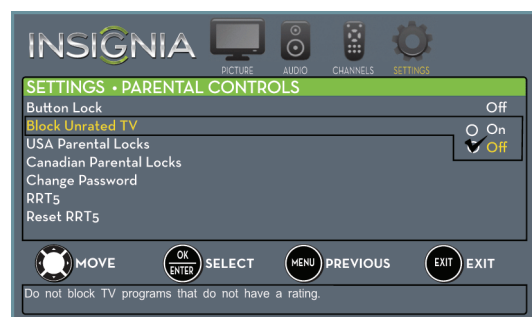 INSIGNIA
PICTURE AUDIO CHANNELS SETTINGS
SETTINGS • PARENTAL CONTROLS
Button Lock Off
Block Unrated TV On
USA Parental Locks Off
Canadian Parental Locks
Change Password
RRT5
Reset RRT5
MOVE OK ENTER SELECT MENU PREVIOUS EXIT EXIT
Do not block TV programs that do not have a rating.